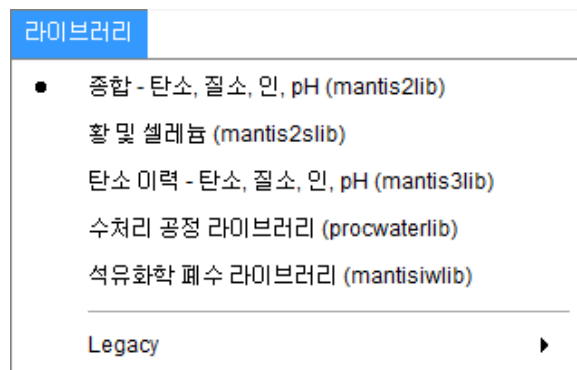 라이브러리
종합 - 탄소, 질소, 인, pH (mantis2lib)
황 및 셀레늄 (mantis2slib)
탄소 이력 - 탄소, 질소, 인, pH (mantis3lib)
수처리 공정 라이브러리 (procwaterlib)
석유화학 폐수 라이브러리 (mantisiwlib)
Legacy